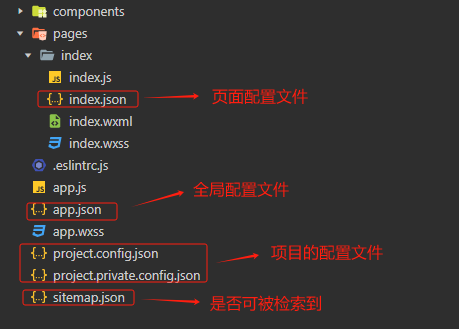 components
pages
index
index.js
index.json 页面配置文件
index.wxml
index.wxss
.eslintrc.js
app.js
app.json 全局配置文件
app.wxss
project.config.json 项目的配置文件
project.private.config.json
sitemap.json 是否可被检索到